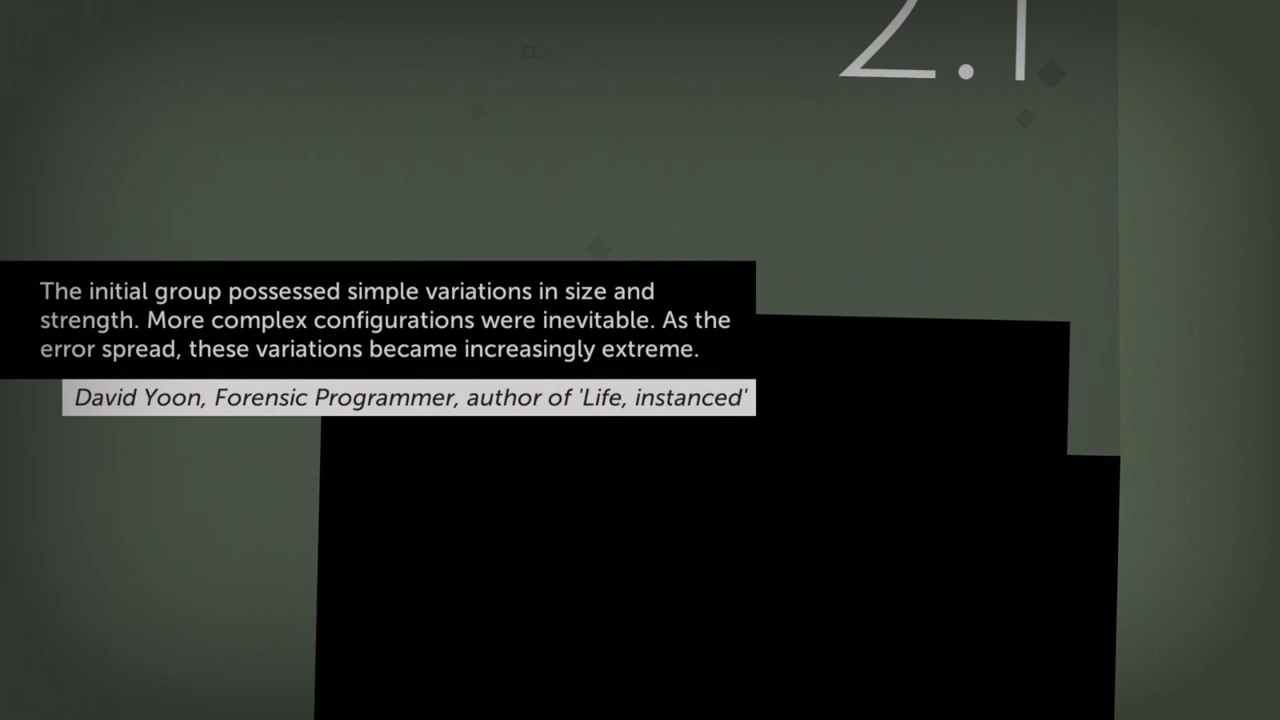 2.1
The initial group possessed simple variations in size and
strength. More complex configurations were inevitable. As the
error spread, these variations became increasingly extreme.
David Yoon, Forensic Programmer, author of 'Life, instanced'